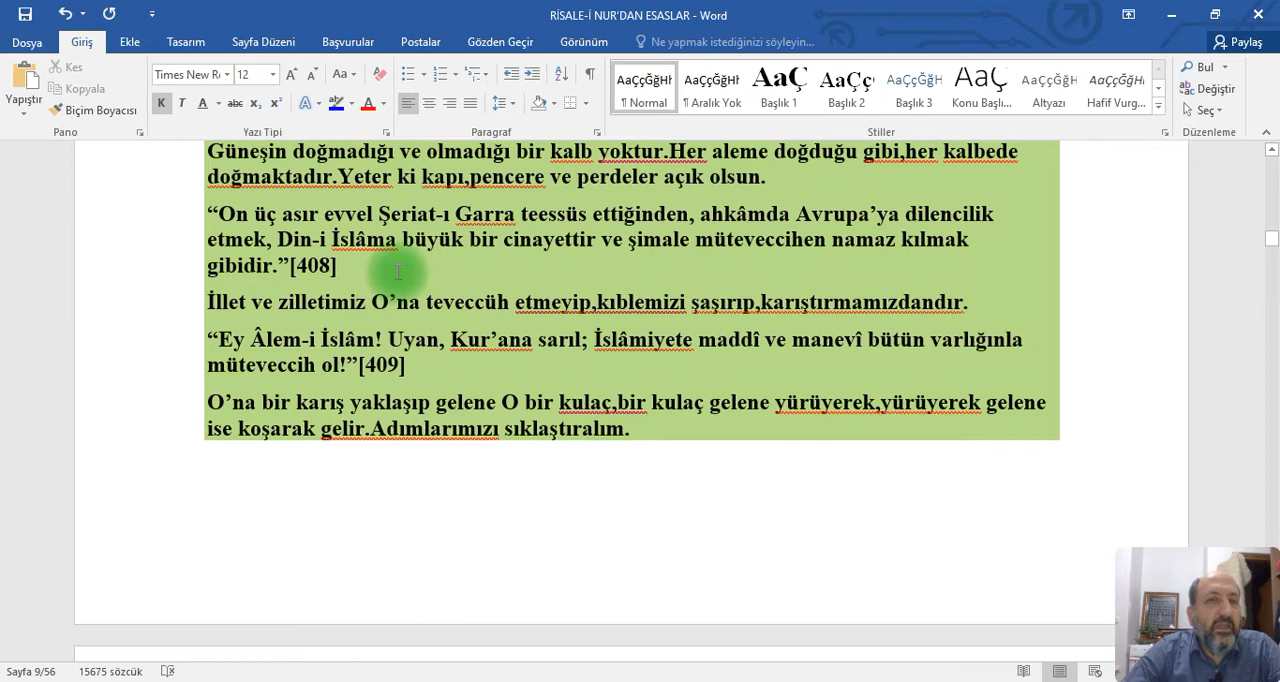 RİSALE-İ NUR'DAN ESASLAR - Word
Dosya Giriş Ekle Tasarım Sayfa Düzeni Başvurular Postalar Gözden Geçir Görünüm Ne yapmak istediğinizi söyleyin... Paylaş
Yapıştır
Kes
Kopyala
Biçim Boyacısı
Pano
Times New Ro 12
Yazı Tipi
Paragraf
AaÇçĞğHł AaÇçĞğHł AaÇ AaÇç AaÇçĞğH AaÇ AaÇçĞğH AaÇçĞğHł
¶ Normal ¶ Aralık Yok Başlık 1 Başlık 2 Başlık 3 Konu Başlı... Altyazı Hafif Vurg...
Stiller
Bul
Değiştir
Seç
Düzenleme
Güneşin doğmadığı ve olmadığı bir kalb yoktur.Her aleme doğduğu gibi,her kalbede
doğmaktadır.Yeter ki kapı,pencere ve perdeler açık olsun.
“On üç asır evvel Şeriat-ı Garra teessüs ettiğinden, ahkâmda Avrupa’ya dilencilik
etmek, Din-i İslâma büyük bir cinayettir ve şimale müteveccihen namaz kılmak
gibidir.”[408]
İllet ve zilletimiz O’na teveccüh etmeyip,kıblemizi şaşırıp,karıştırmamızdandır.
“Ey Âlem-i İslâm! Uyan, Kur’ana sarıl; İslâmiyete maddî ve manevî bütün varlığınla
müteveccih ol!”[409]
O’na bir karış yaklaşıp gelene O bir kulaç,bir kulaç gelene yürüyerek,yürüyerek gelene
ise koşarak gelir.Adımlarımızı sıklaştıralım.
Sayfa 9/56 15675 sözcük